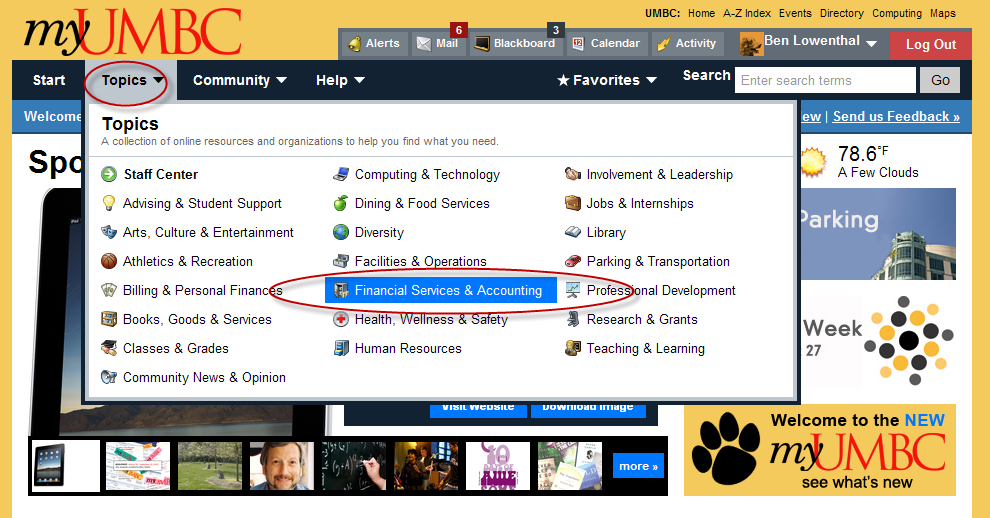 myUMBC
UMBC: Home A-Z Index Events Directory Computing Maps
Alerts Mail 6 Blackboard 3 Calendar Activity Ben Lowenthal Log Out
Start Topics Community Help ★ Favorites Search Enter search terms Go
Welcome ew | Send us Feedback »
Topics
A collection of online resources and organizations to help you find what you need.
Spo
78.6°F
A Few Clouds
Staff Center Computing & Technology Involvement & Leadership
Advising & Student Support Dining & Food Services Jobs & Internships
Arts, Culture & Entertainment Diversity Library
Parking
Athletics & Recreation Facilities & Operations Parking & Transportation
Billing & Personal Finances Financial Services & Accounting Professional Development
Books, Goods & Services Health, Wellness & Safety Research & Grants
Week
27
Classes & Grades Human Resources Teaching & Learning
Community News & Opinion
Visit Website Download Image
more »
Welcome to the NEW
myUMBC
see what's new